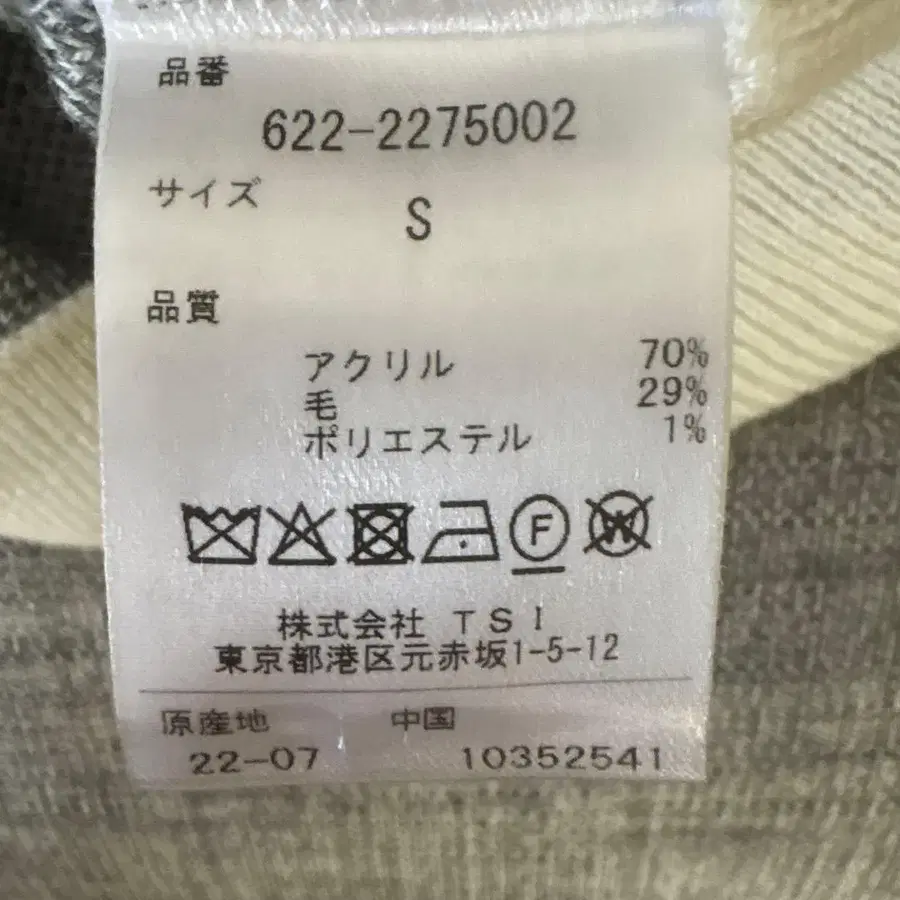 品番
622-2275002
サイズ
S
品質
アクリル 70%
毛 29%
ポリエステル 1%
F
W
株式会社 TSI
東京都港区元赤坂1-5-12
原産地 中国
22-07 10352541